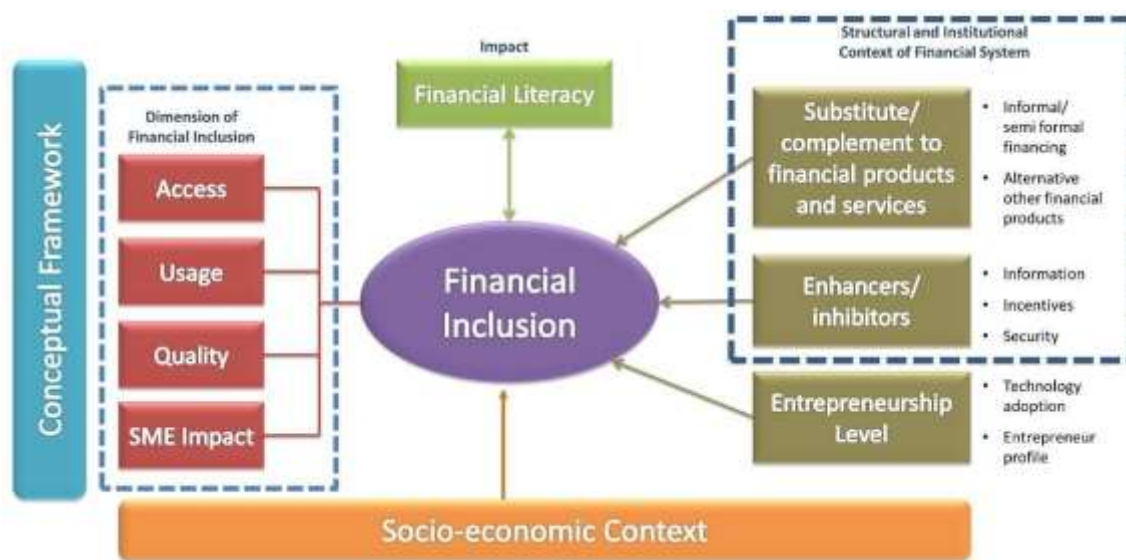 Conceptual Framework
Dimension of
Financial Inclusion
Access
Usage
Quality
SME Impact
Impact
Financial Literacy
Financial
Inclusion
Structural and Institutional
Context of Financial System
Substitute/
complement to
financial products
and services
• Informal/
semi formal
financing
• Alternative
other financial
products
Enhancers/
inhibitors
• Information
• Incentives
• Security
Entrepreneurship
Level
• Technology
adoption
• Entrepreneur
profile
Socio-economic Context